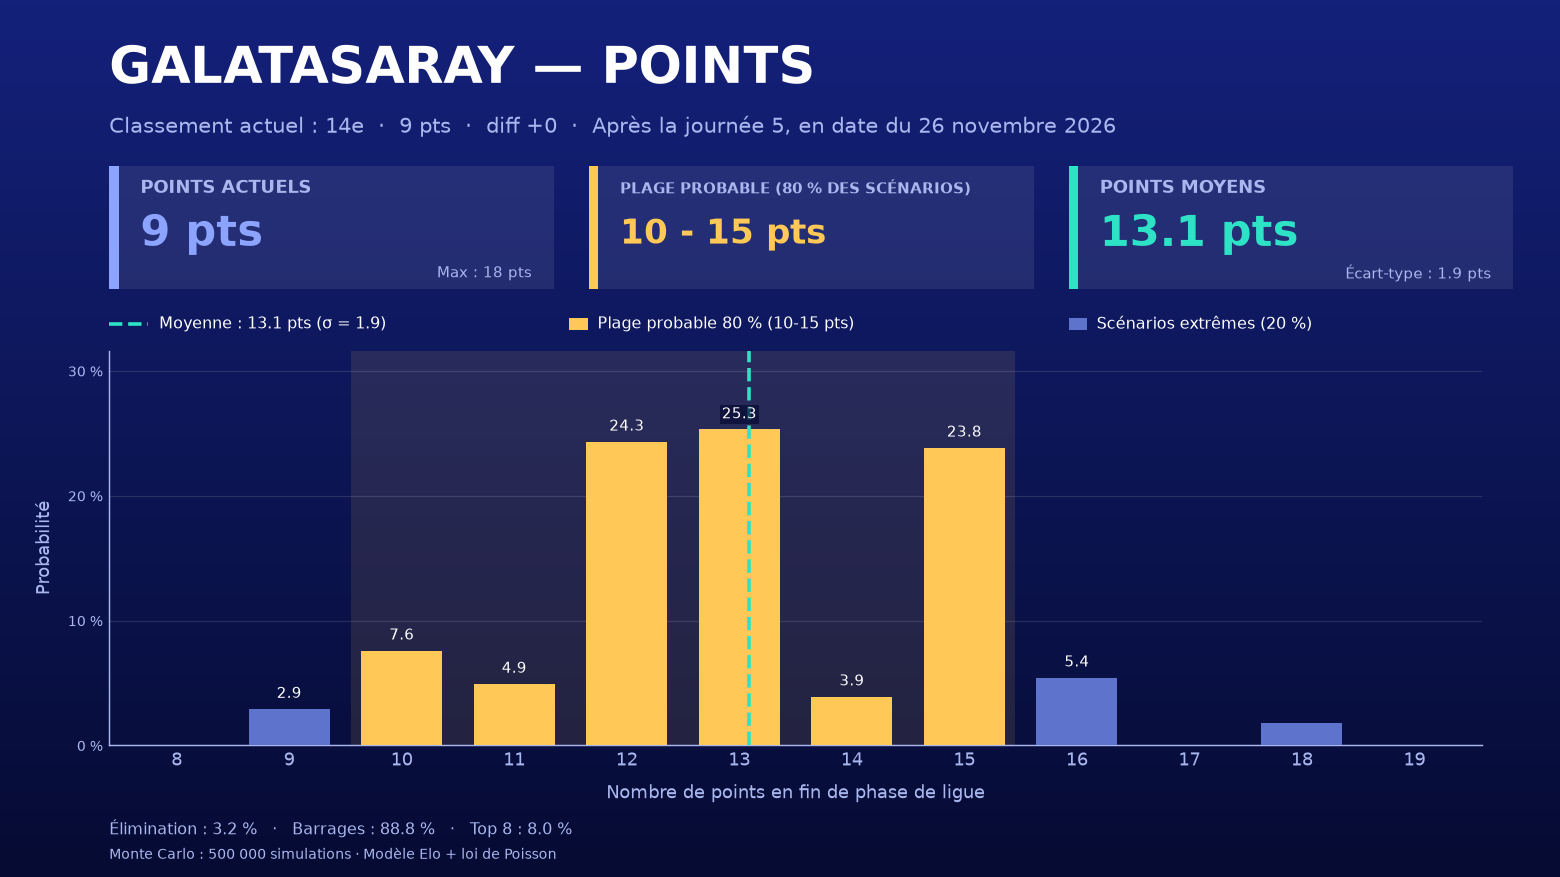 GALATASARAY — POINTS
Classement actuel : 14e · 9 pts · diff +0 · Après la journée 5, en date du 26 novembre 2026
POINTS ACTUELS
9 pts
Max : 18 pts
PLAGE PROBABLE (80 % DES SCÉNARIOS)
10 - 15 pts
POINTS MOYENS
13.1 pts
Écart-type : 1.9 pts
Moyenne : 13.1 pts (σ = 1.9)
Plage probable 80 % (10-15 pts)
Scénarios extrêmes (20 %)
Probabilité
30 %
20 %
10 %
0 %
2.9
7.6
4.9
24.3
25.3
3.9
23.8
5.4
8 9 10 11 12 13 14 15 16 17 18 19
Nombre de points en fin de phase de ligue
Élimination : 3.2 % · Barrages : 88.8 % · Top 8 : 8.0 %
Monte Carlo : 500 000 simulations · Modèle Elo + loi de Poisson